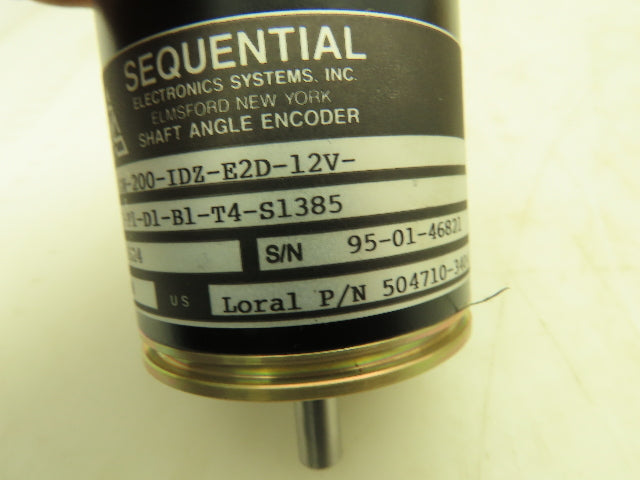 SEQUENTIAL
ELECTRONICS SYSTEMS, INC.
ELMSFORD NEW YORK
SHAFT ANGLE ENCODER
-200-IDZ-E2D-12V-
-D1-B1-T4-S1385
S/N 95-01-46821
US Loral P/N 504710-